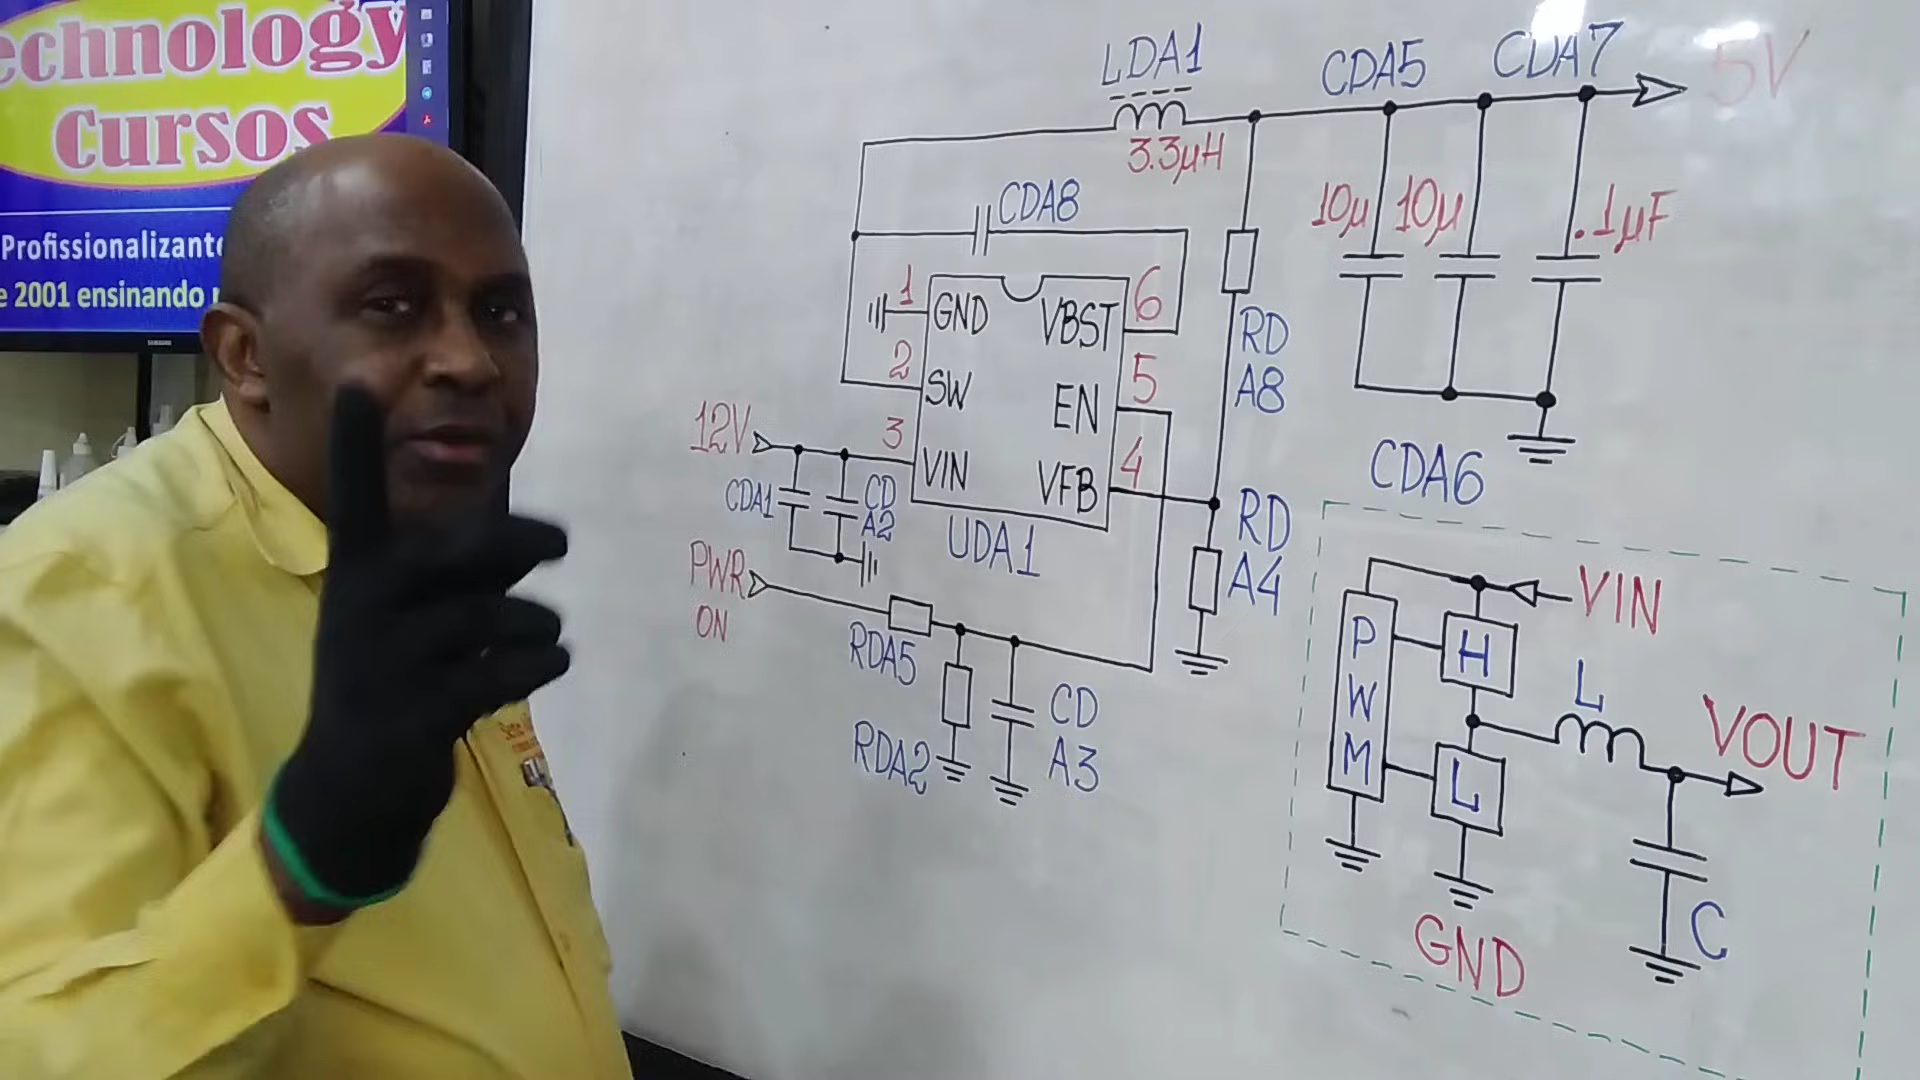 echnology
Cursos
Profissionalizante
e 2001 ensinando
SAMSUNG
LDA1
3.3µH
CDA5
CDA7
5V
10µ
10µ
.1µF
CDA8
1
GND
VBST
6
2
SW
EN
5
3
VIN
VFB
4
UDA1
RD
A8
RD
A4
CDA6
12V
CDA1
CD
A2
PWR
ON
RDA5
RDA2
CD
A3
PWM
H
L
VIN
L
VOUT
C
GND